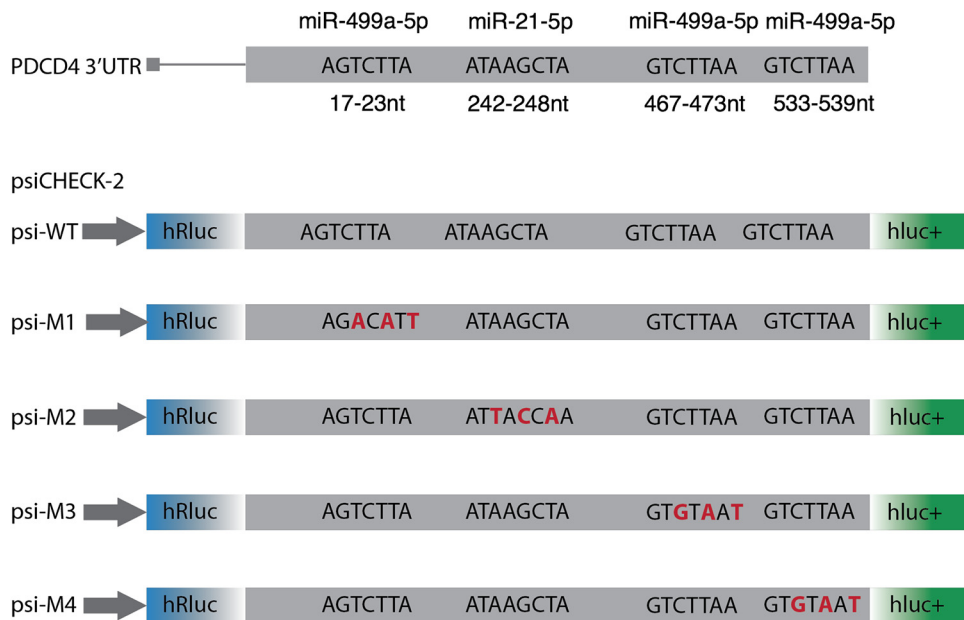 miR-499a-5p miR-21-5p miR-499a-5p miR-499a-5p
PDCD4 3’UTR AGTCTTA ATAAGCTA GTCTTAA GTCTTAA
17-23nt 242-248nt 467-473nt 533-539nt
psiCHECK-2
psi-WT hRluc AGTCTTA ATAAGCTA GTCTTAA GTCTTAA hluc+
psi-M1 hRluc AGACATT ATAAGCTA GTCTTAA GTCTTAA hluc+
psi-M2 hRluc AGTCTTA ATTACCAA GTCTTAA GTCTTAA hluc+
psi-M3 hRluc AGTCTTA ATAAGCTA GTGTAAT GTCTTAA hluc+
psi-M4 hRluc AGTCTTA ATAAGCTA GTCTTAA GTGTAAT hluc+